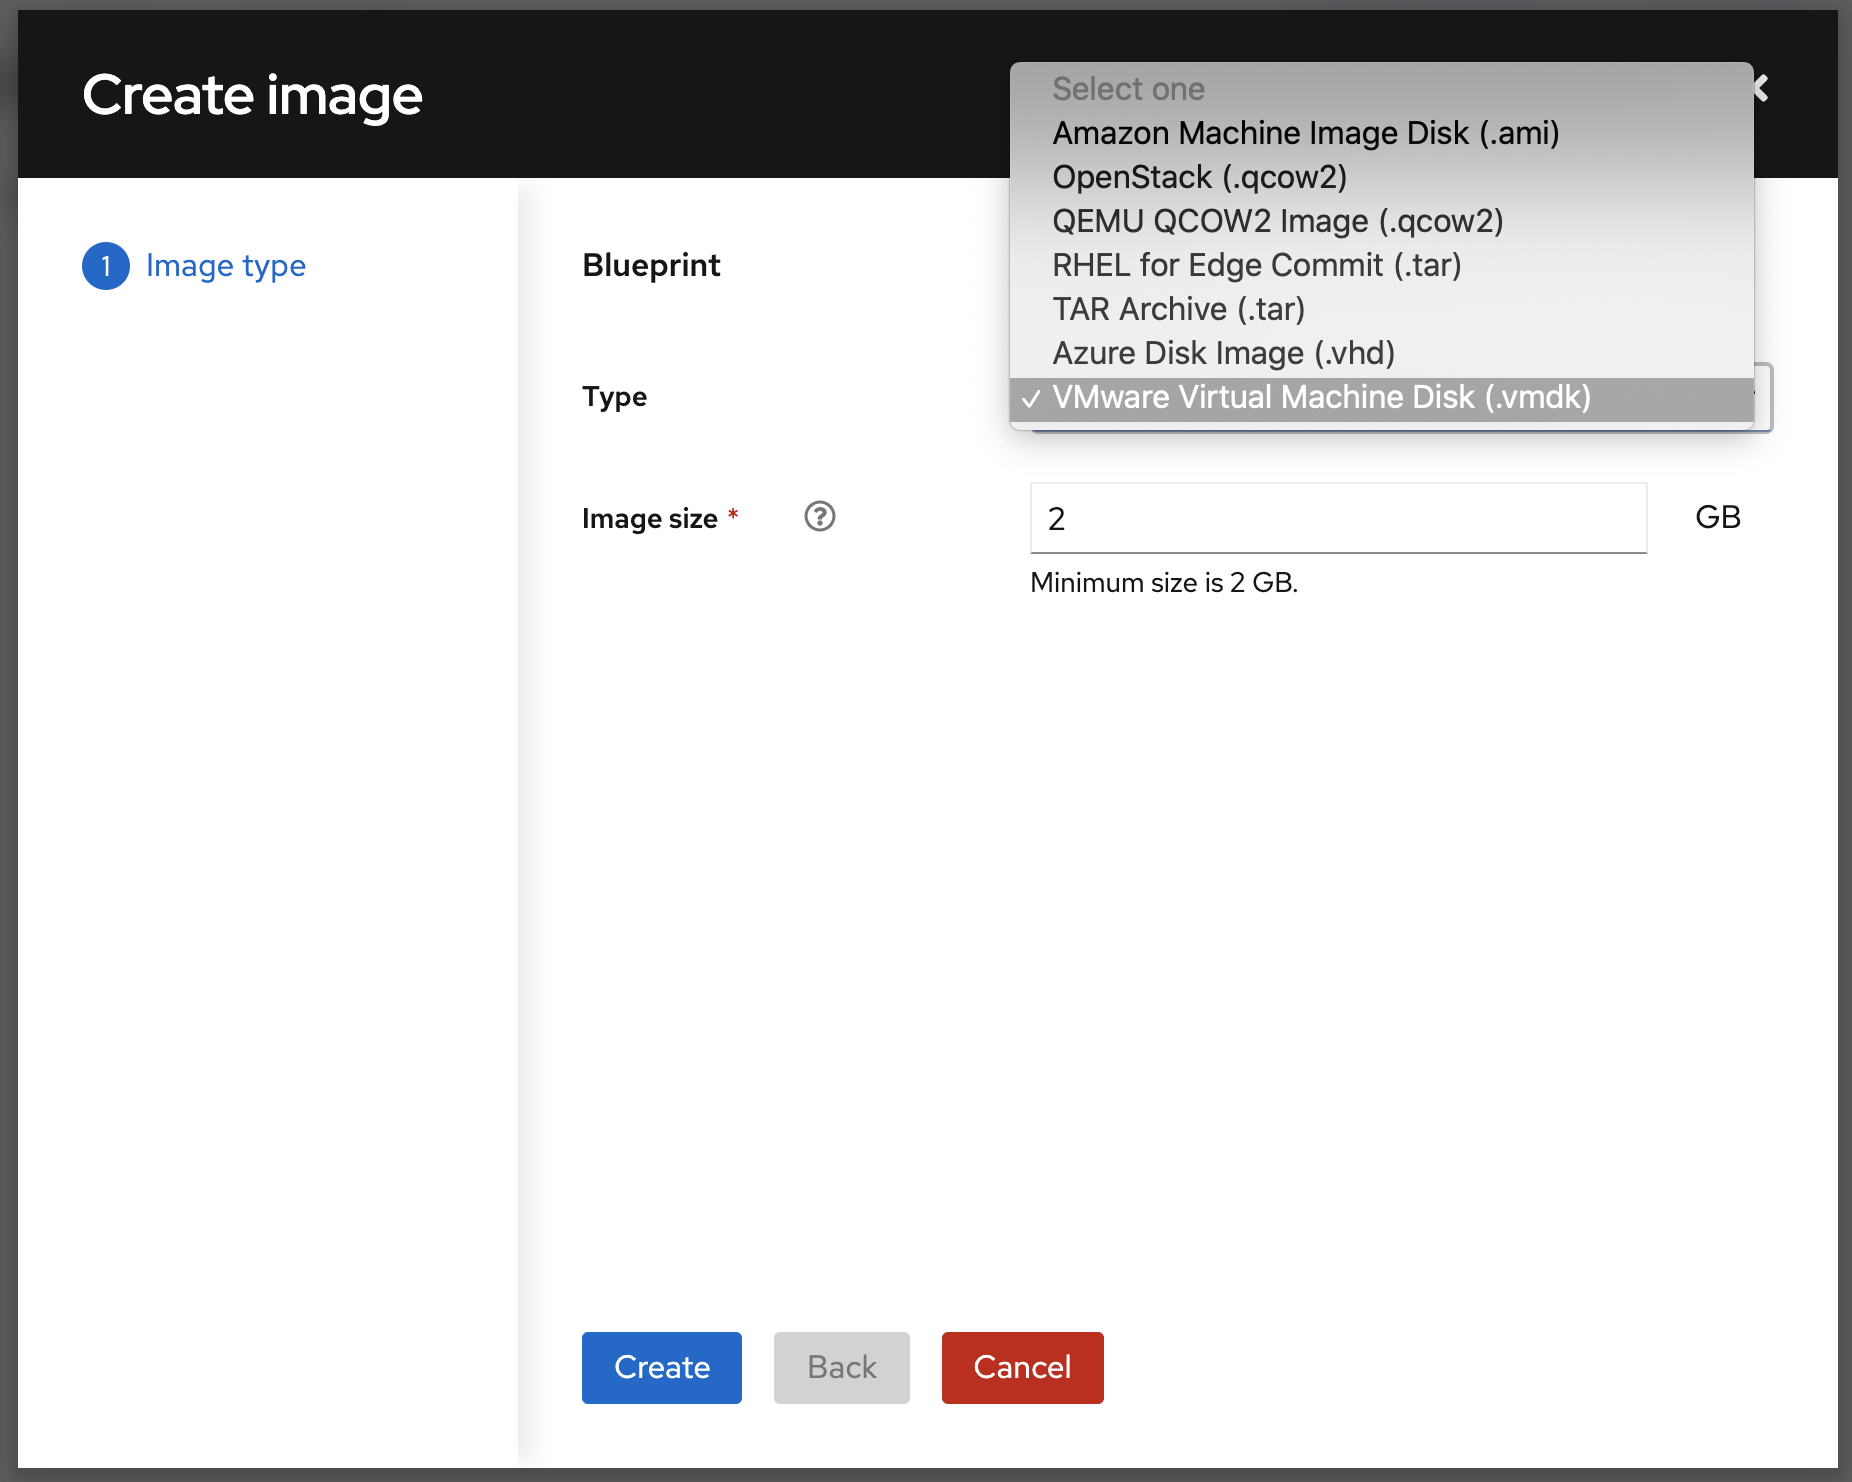 Create image
Select one
Amazon Machine Image Disk (.ami)
OpenStack (.qcow2)
QEMU QCOW2 Image (.qcow2)
RHEL for Edge Commit (.tar)
TAR Archive (.tar)
Azure Disk Image (.vhd)
✓ VMware Virtual Machine Disk (.vmdk)
1 Image type
Blueprint
Type
Image size *
2 GB
Minimum size is 2 GB.
Create Back Cancel